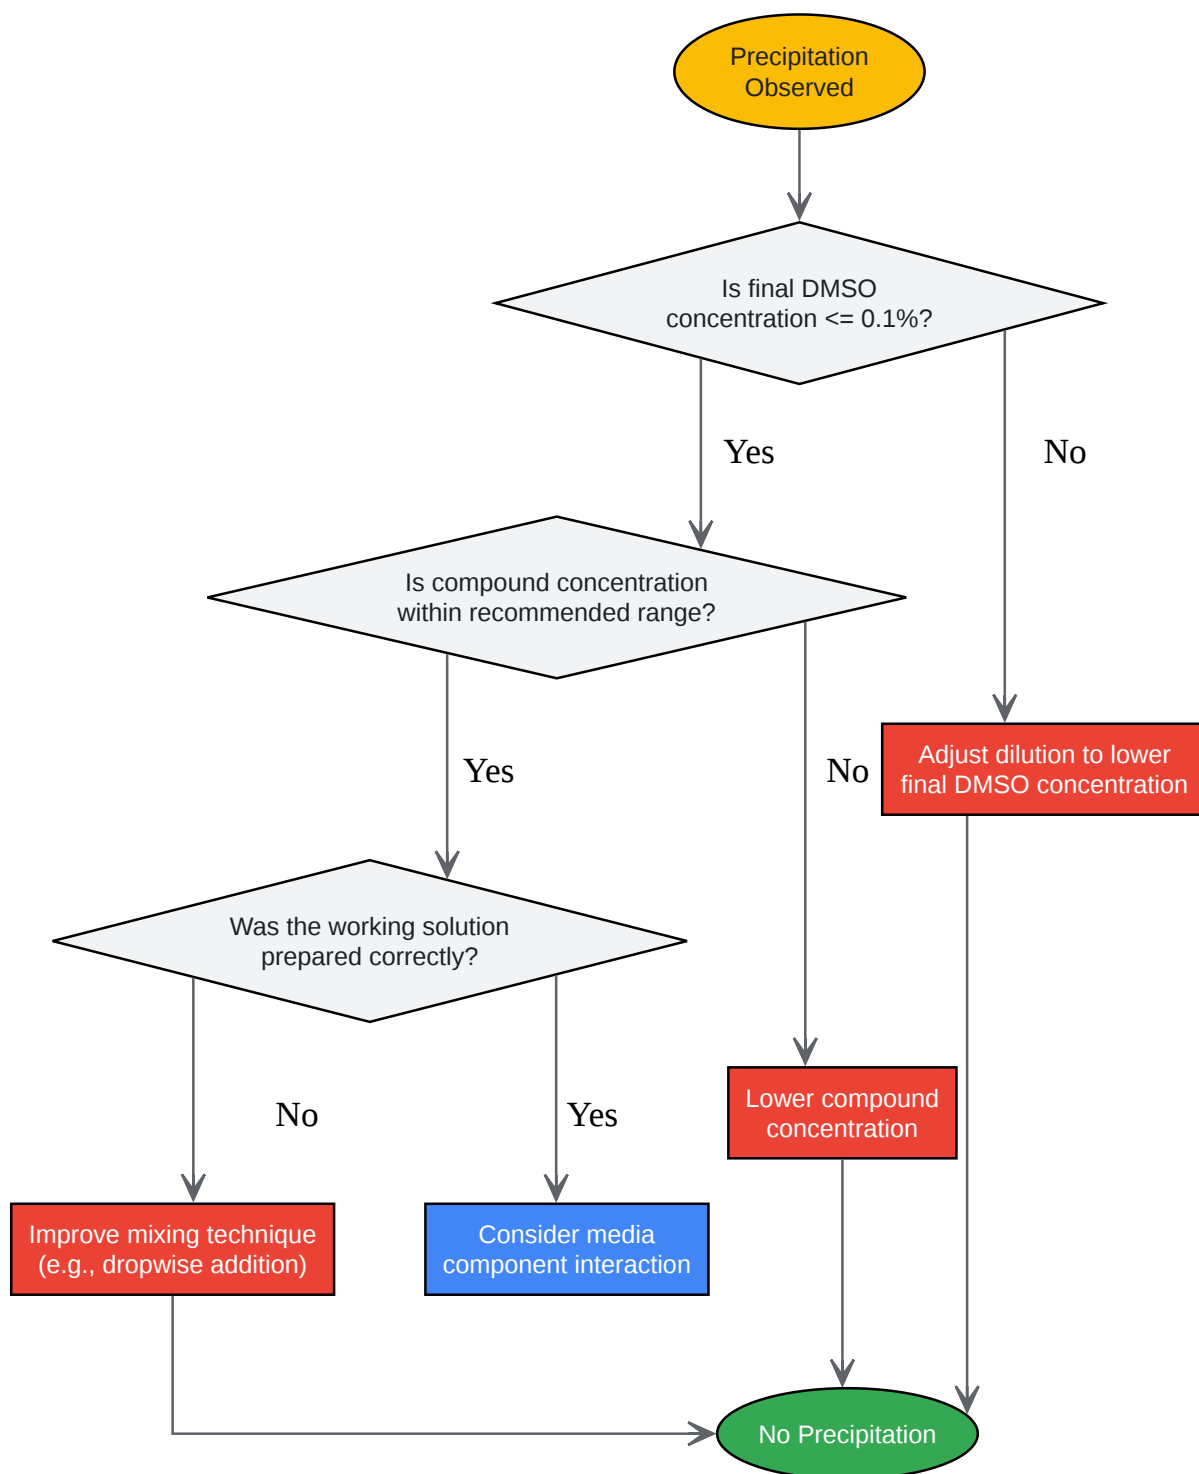 Precipitation
Observed
Is final DMSO
concentration <= 0.1%?
Yes
No
Is compound concentration
within recommended range?
Yes
No
Adjust dilution to lower
final DMSO concentration
Was the working solution
prepared correctly?
No
Yes
Lower compound
concentration
Improve mixing technique
(e.g., dropwise addition)
Consider media
component interaction
No Precipitation